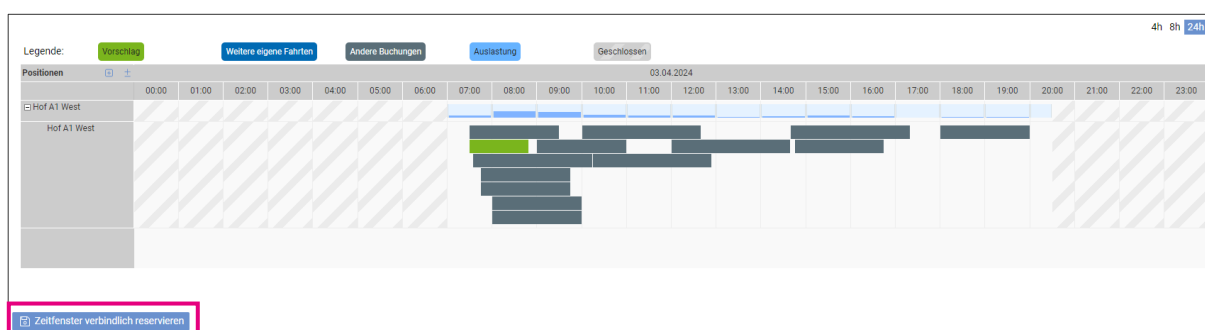 4h 8h 24h
Legende: Vorschlag Weitere eigene Fahrten Andere Buchungen Auslastung Geschlossen
Positionen 03.04.2024
00:00 01:00 02:00 03:00 04:00 05:00 06:00 07:00 08:00 09:00 10:00 11:00 12:00 13:00 14:00 15:00 16:00 17:00 18:00 19:00 20:00 21:00 22:00 23:00
Hof A1 West
Hof A1 West
Zeitfenster verbindlich reservieren